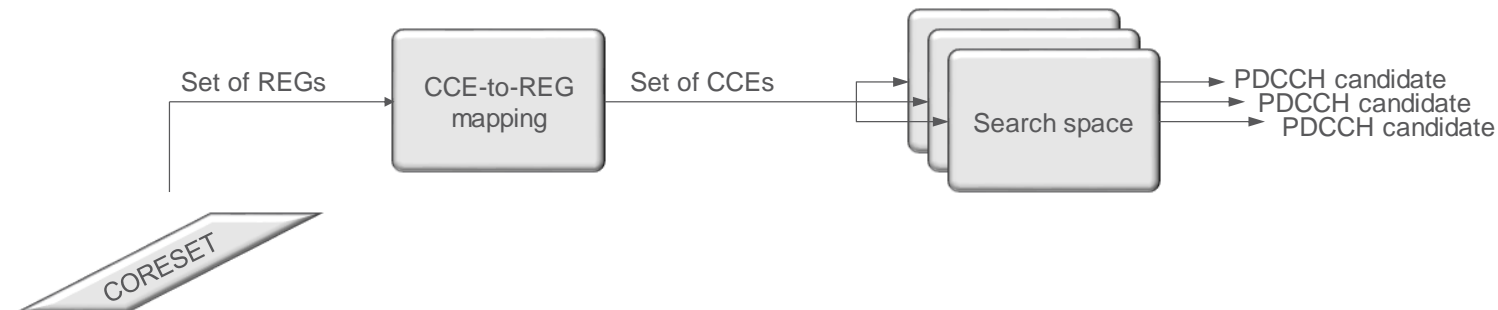 Set of REGs
CCE-to-REG
mapping
Set of CCEs
Search space
PDCCH candidate
PDCCH candidate
PDCCH candidate
CORESET